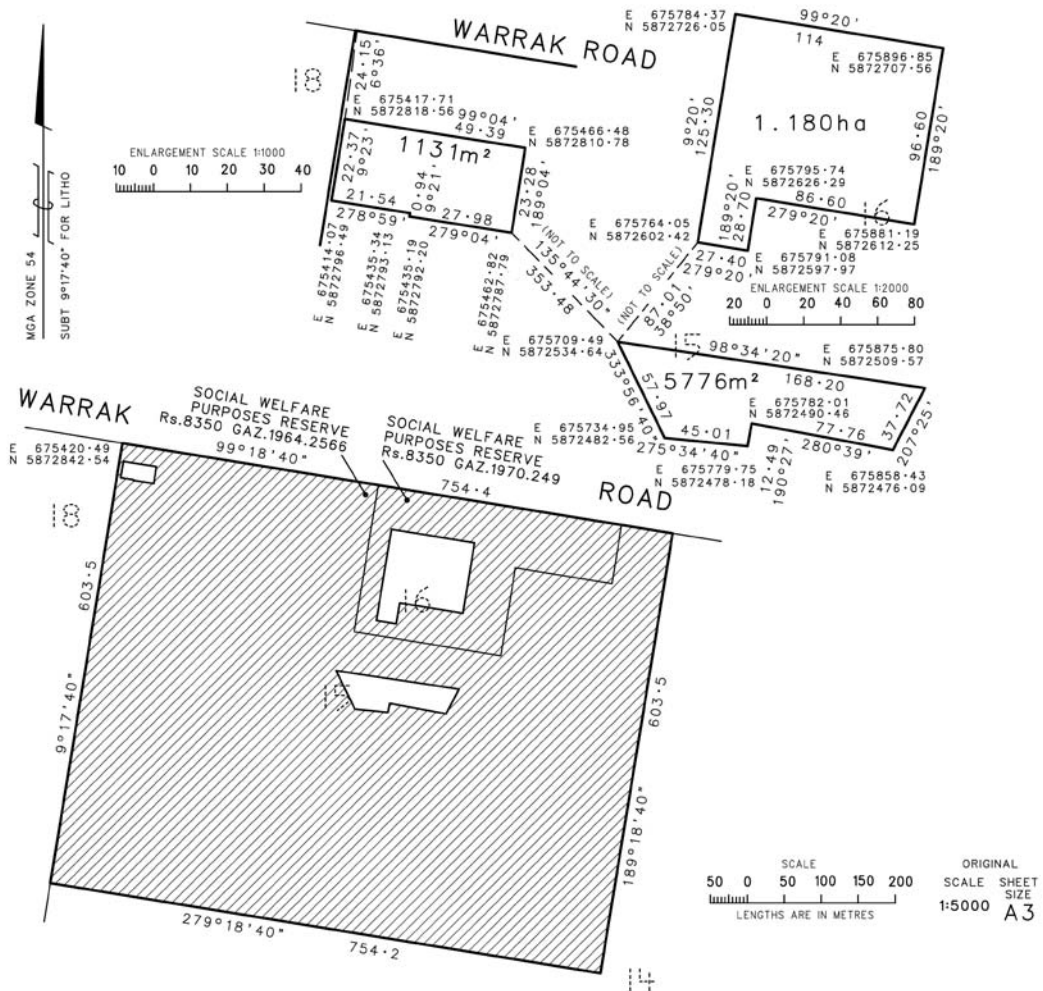 E 675784·37
N 5872726·05
99°20'
114
WARRAK ROAD
E 675896·85
N 5872707·56
24·15
6°36'
18
E 675417·71
N 5872818·56
99°04'
49·39
E 675466·48
N 5872810·78
9°20'
125·30
1.180ha
96·60
189°20'
ENLARGEMENT SCALE 1:1000
10 0 10 20 30 40
1131m²
22·37
9°23'
0·94
9°21'
23·28
189°04'
E 675795·74
N 5872626·29
86·60
279°20'
16
189°20'
28·70
21·54
278°59'
27·98
279°04'
E 675764·05
N 5872602·42
E 675881·19
N 5872612·25
27·40
279°20'
E 675791·08
N 5872597·97
MGA ZONE 54
SUBT 9°17'40" FOR LITHO
E 675414·07
N 5872796·49
E 675435·34
N 5872793·13
E 675435·19
N 5872792·20
E 675462·82
N 5872787·79
(NOT TO SCALE)
135°44'30"
353·48
(NOT TO SCALE)
87·01
38°50'
ENLARGEMENT SCALE 1:2000
20 0 20 40 60 80
E 675709·49
N 5872534·64
15
98°34'20"
E 675875·80
N 5872509·57
5776m²
168·20
57·97
333°56'40"
E 675782·01
N 5872490·46
77·76
280°39'
37·72
207°25'
E 675734·95
N 5872482·56
45·01
275°34'40"
12·49
190°27'
E 675779·75
N 5872478·18
E 675858·43
N 5872476·09
WARRAK
SOCIAL WELFARE
PURPOSES RESERVE
Rs.8350 GAZ.1964.2566
SOCIAL WELFARE
PURPOSES RESERVE
Rs.8350 GAZ.1970.249
E 675420·49
N 5872842·54
99°18'40"
754·4
ROAD
18
16
15
603·5
9°17'40"
603·5
189°18'40"
279°18'40"
754·2
14
SCALE
50 0 50 100 150 200
LENGTHS ARE IN METRES
ORIGINAL
SCALE SHEET
SIZE
1:5000 A3